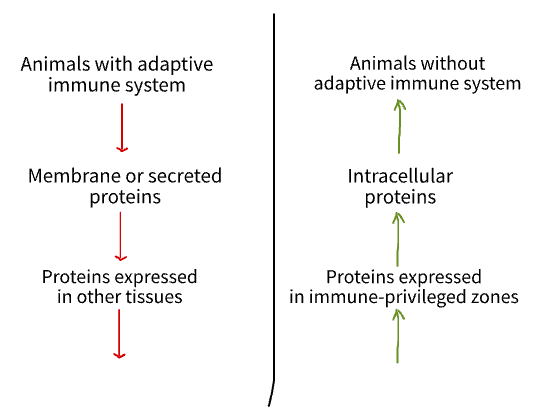 Animals with adaptive
immune system
Membrane or secreted
proteins
Proteins expressed
in other tissues
Animals without
adaptive immune system
Intracellular
proteins
Proteins expressed
in immune-privileged zones